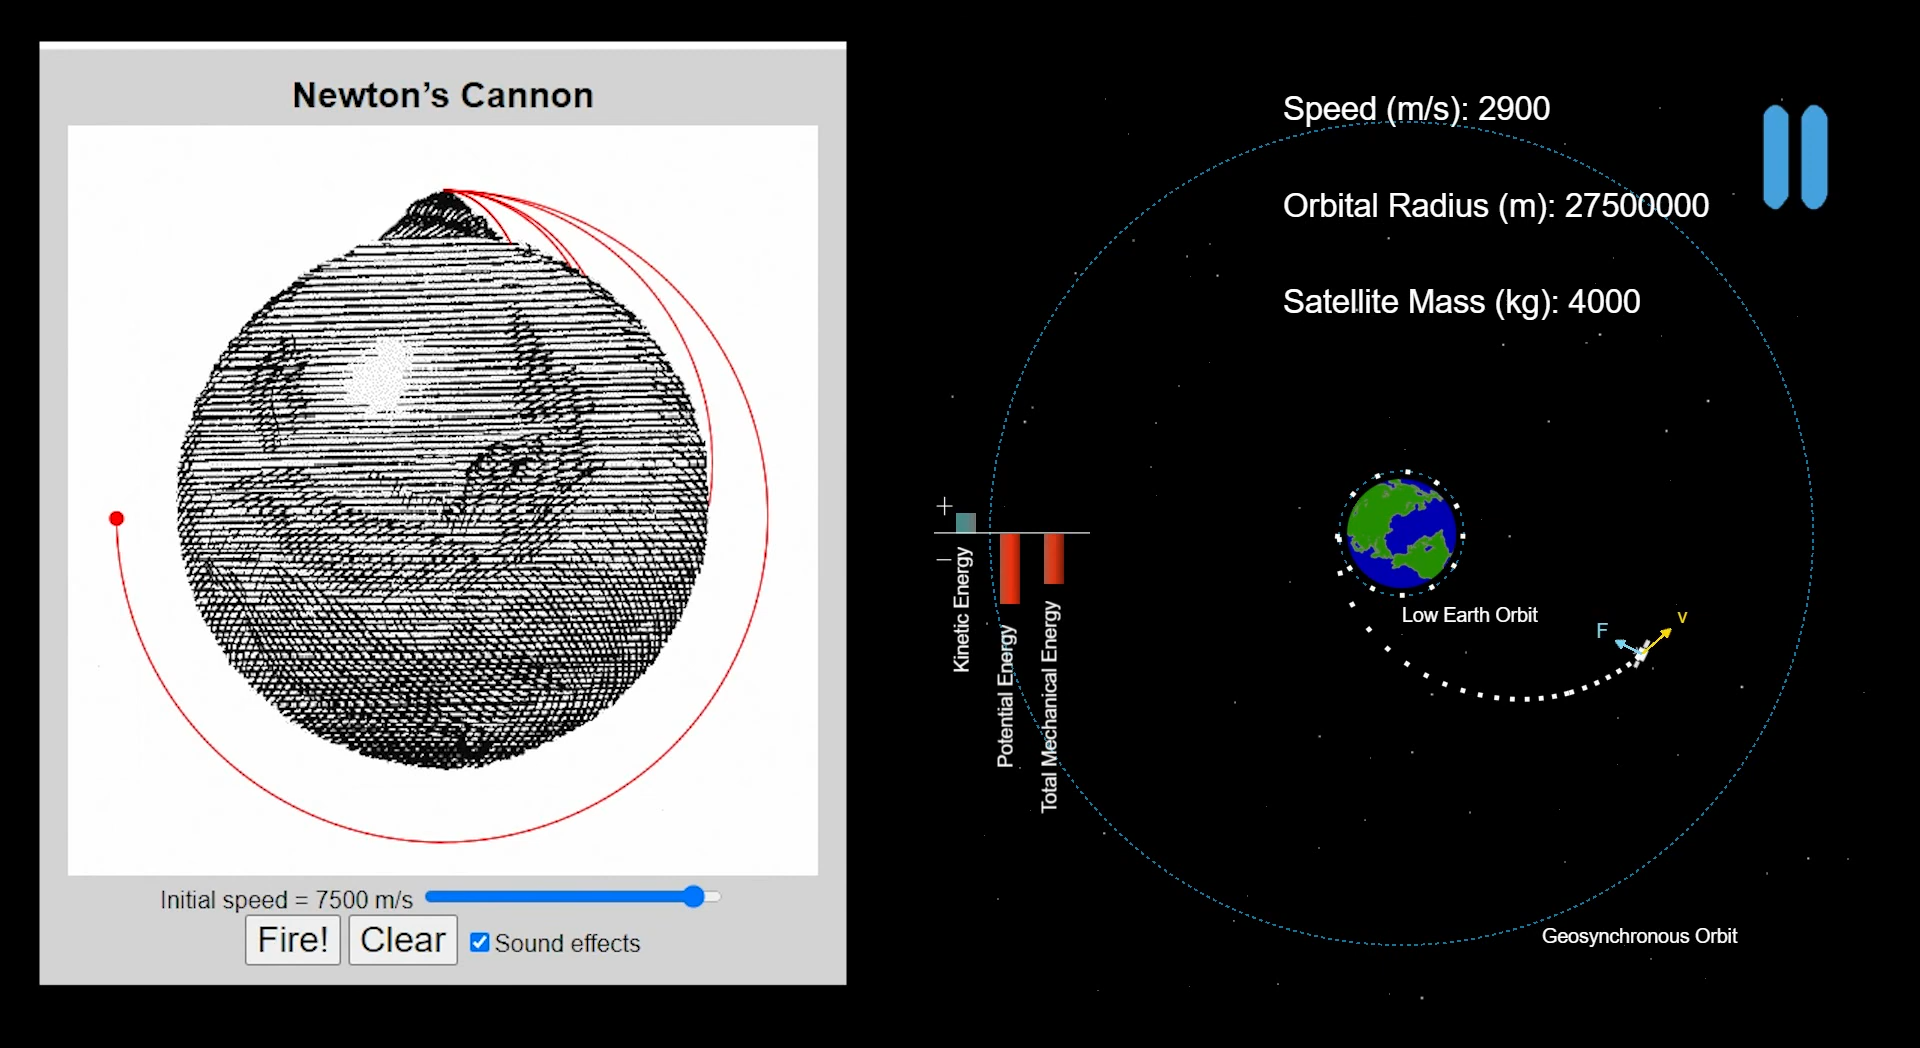 Newton’s Cannon
Initial speed = 7500 m/s
Fire!
Clear
Sound effects
Speed (m/s): 2900
Orbital Radius (m): 27500000
Satellite Mass (kg): 4000
+
–
Kinetic Energy
Potential Energy
Total Mechanical Energy
Low Earth Orbit
F
v
Geosynchronous Orbit